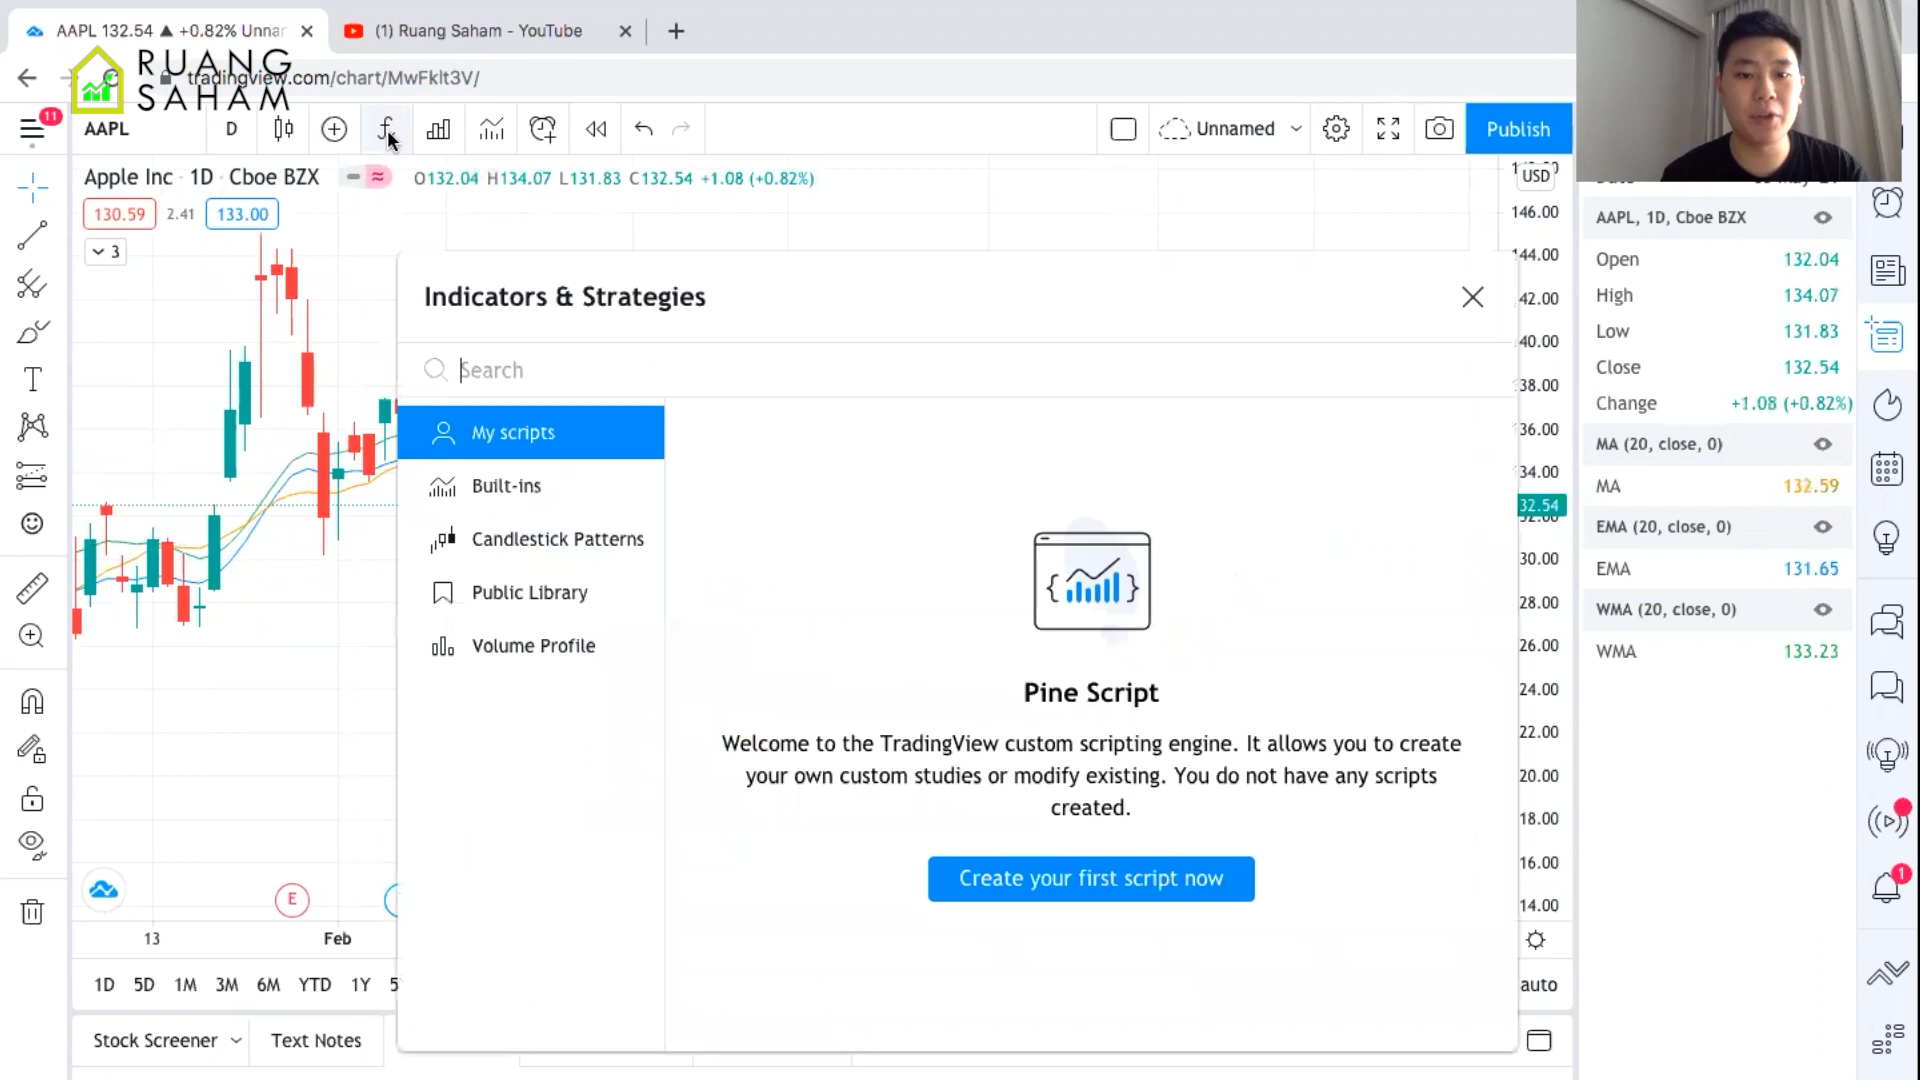 AAPL 132.54 ▲ +0.82% Unnar
(1) Ruang Saham - YouTube
RUANG
SAHAM
tradingview.com/chart/MwFklt3V/
11
AAPL
D
Unnamed
Publish
Apple Inc · 1D · Cboe BZX
O132.04 H134.07 L131.83 C132.54 +1.08 (+0.82%)
USD
130.59
2.41
133.00
3
146.00
144.00
42.00
40.00
38.00
36.00
34.00
32.54
32.00
30.00
28.00
26.00
24.00
22.00
20.00
18.00
16.00
14.00
Indicators & Strategies
Search
My scripts
Built-ins
Candlestick Patterns
Public Library
Volume Profile
Pine Script
Welcome to the TradingView custom scripting engine. It allows you to create
your own custom studies or modify existing. You do not have any scripts
created.
Create your first script now
E
13
Feb
1D 5D 1M 3M 6M YTD 1Y
auto
Stock Screener
Text Notes
AAPL, 1D, Cboe BZX
Open 132.04
High 134.07
Low 131.83
Close 132.54
Change +1.08 (+0.82%)
MA (20, close, 0)
MA 132.59
EMA (20, close, 0)
EMA 131.65
WMA (20, close, 0)
WMA 133.23
1